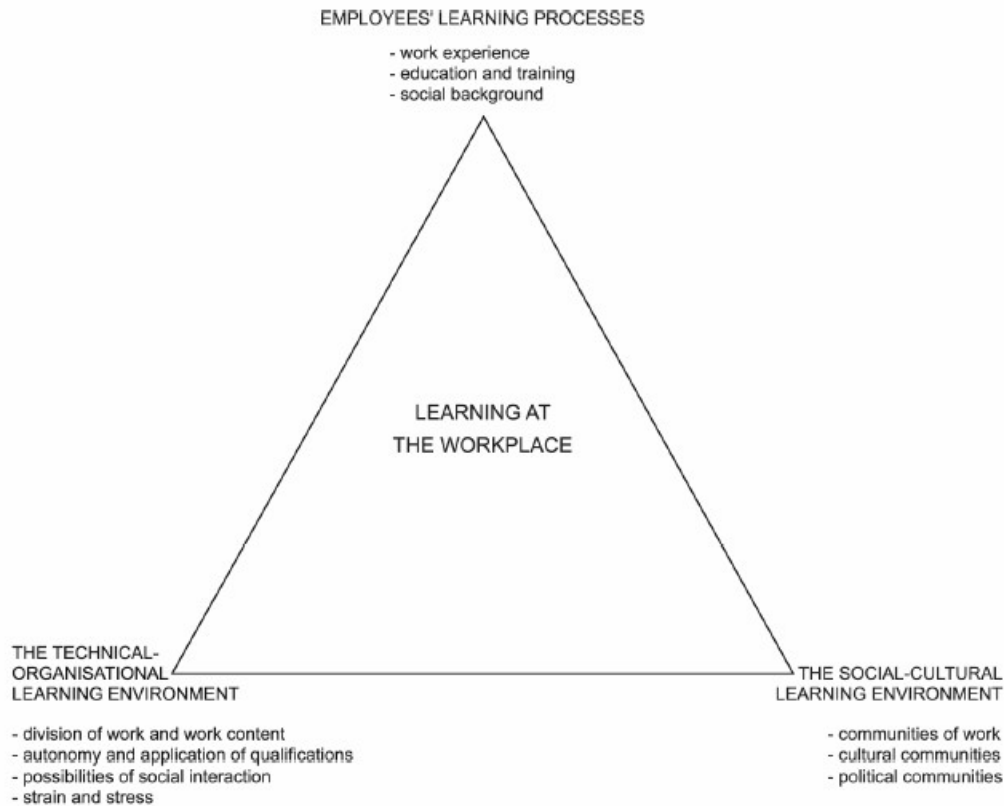 EMPLOYEES' LEARNING PROCESSES
- work experience
- education and training
- social background
LEARNING AT
THE WORKPLACE
THE TECHNICAL-
ORGANISATIONAL
LEARNING ENVIRONMENT
- division of work and work content
- autonomy and application of qualifications
- possibilities of social interaction
- strain and stress
THE SOCIAL-CULTURAL
LEARNING ENVIRONMENT
- communities of work
- cultural communities
- political communities